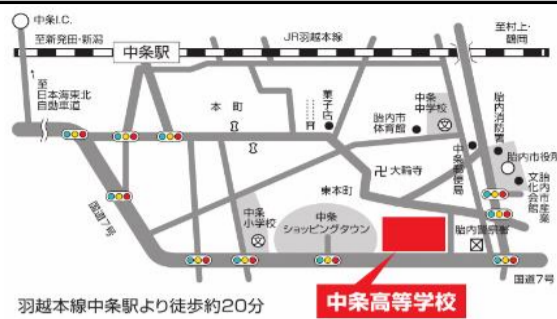 中条I.C.
至新発田・新潟
JR羽越本線
至村上・
鶴岡
中条駅
至
日本海東北
自動車道
本町
菓子店
胎内市
体育館
中条
中学校
胎内消防署
胎内市役所
中条郵便局
胎内市産業
文化会館
卍大輪寺
東本町
国道7号
中条
小学校
中条
ショッピングタウン
胎内警察署
国道7号
羽越本線中条駅より徒歩約20分
中条高等学校